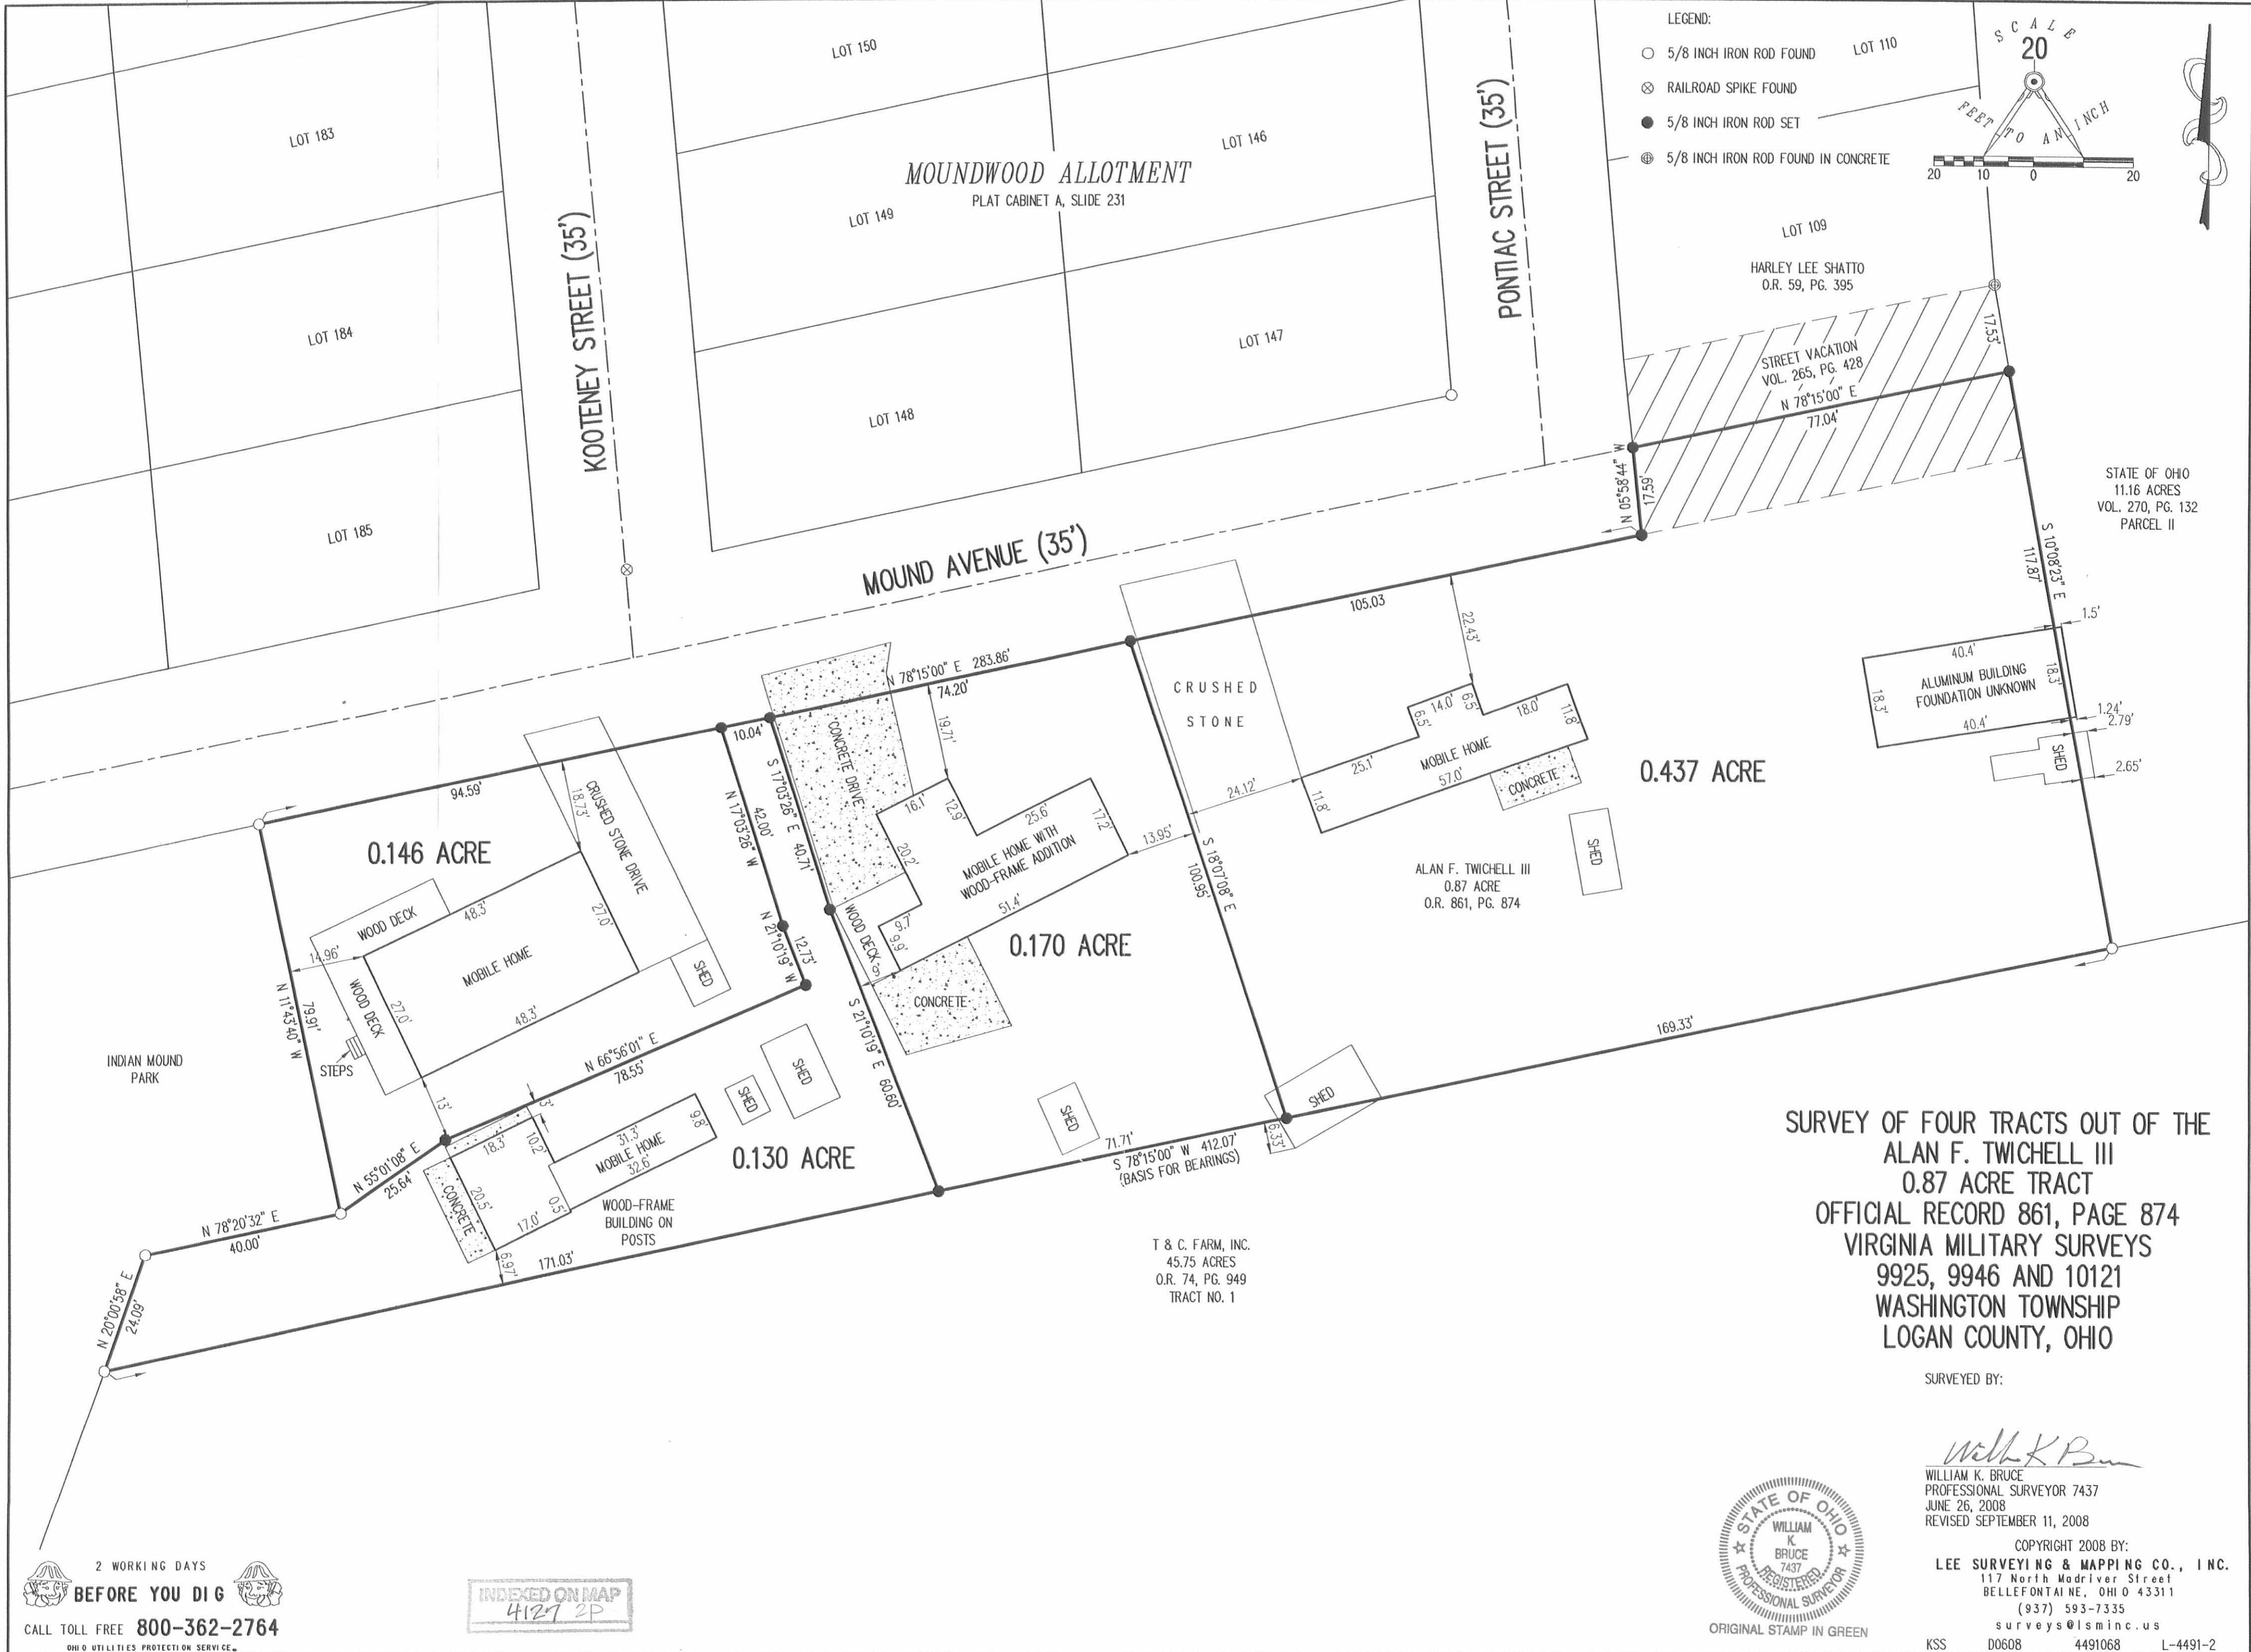 LEGEND:
5/8 INCH IRON ROD FOUND
RAILROAD SPIKE FOUND
5/8 INCH IRON ROD SET
5/8 INCH IRON ROD FOUND IN CONCRETE
SCALE
20
FEET TO AN INCH
20 10 0 20
LOT 110
LOT 109
HARLEY LEE SHATTO
O.R. 59, PG. 395
LOT 150
LOT 183
LOT 146
MOUNDWOOD ALLOTMENT
PLAT CABINET A, SLIDE 231
LOT 149
LOT 184
LOT 147
LOT 148
LOT 185
KOOTENEY STREET (35')
PONTIAC STREET (35')
MOUND AVENUE (35')
STREET VACATION
VOL. 265, PG. 428
N 78°15'00" E
77.04'
17.53'
N 05°58'44" W
17.59'
STATE OF OHIO
11.16 ACRES
VOL. 270, PG. 132
PARCEL II
S 10°08'23" E
117.87'
1.5'
40.4'
ALUMINUM BUILDING
FOUNDATION UNKNOWN
18.3'
18.3'
40.4'
1.24'
2.79'
SHED
2.65'
105.03
22.43'
CRUSHED
STONE
14.0'
6.5'
6.5'
18.0'
11.8'
25.1'
MOBILE HOME
57.0'
11.8'
CONCRETE
24.12'
0.437 ACRE
SHED
ALAN F. TWICHELL III
0.87 ACRE
O.R. 861, PG. 874
N 78°15'00" E 283.86'
74.20'
10.04'
CONCRETE DRIVE
19.71'
S 17°03'26" E 40.71'
16.1'
12.9'
25.6'
17.2'
20.2'
MOBILE HOME WITH
WOOD-FRAME ADDITION
51.4'
9.7'
9.9'
WOOD DECK
13.95'
S 18°07'08" E
100.95'
CONCRETE
0.170 ACRE
S 21°10'19" E 60.60'
SHED
SHED
6.33'
71.71'
S 78°15'00" W 412.07'
(BASIS FOR BEARINGS)
169.33'
94.59'
0.146 ACRE
18.73'
CRUSHED STONE DRIVE
N 17°03'26" W
42.00'
N 21°10'19" W
12.73'
WOOD DECK
48.3'
27.0'
14.96'
MOBILE HOME
WOOD DECK
27.0'
48.3'
SHED
N 11°43'40" W
79.91'
STEPS
INDIAN MOUND
PARK
N 66°56'01" E
78.55'
13'
3'
SHED
SHED
18.3'
10.2'
31.3'
9.8'
MOBILE HOME
32.6'
0.130 ACRE
CONCRETE
20.5'
17.0'
0.5'
WOOD-FRAME
BUILDING ON
POSTS
6.97'
171.03'
N 55°01'08" E
25.64'
N 78°20'32" E
40.00'
N 20°00'58" E
24.09'
T & C. FARM, INC.
45.75 ACRES
O.R. 74, PG. 949
TRACT NO. 1
SURVEY OF FOUR TRACTS OUT OF THE
ALAN F. TWICHELL III
0.87 ACRE TRACT
OFFICIAL RECORD 861, PAGE 874
VIRGINIA MILITARY SURVEYS
9925, 9946 AND 10121
WASHINGTON TOWNSHIP
LOGAN COUNTY, OHIO
SURVEYED BY:
WILLIAM K. BRUCE
PROFESSIONAL SURVEYOR 7437
JUNE 26, 2008
REVISED SEPTEMBER 11, 2008
COPYRIGHT 2008 BY:
LEE SURVEYING & MAPPING CO., INC.
117 North Madriver Street
BELLEFONTAINE, OHIO 43311
(937) 593-7335
surveys@lsminc.us
KSS D0608 4491068 L-4491-2
STATE OF OHIO
WILLIAM
K.
BRUCE
7437
REGISTERED
PROFESSIONAL SURVEYOR
ORIGINAL STAMP IN GREEN
INDEXED ON MAP
4127 2P
2 WORKING DAYS
BEFORE YOU DIG
CALL TOLL FREE 800-362-2764
OHIO UTILITIES PROTECTION SERVICE